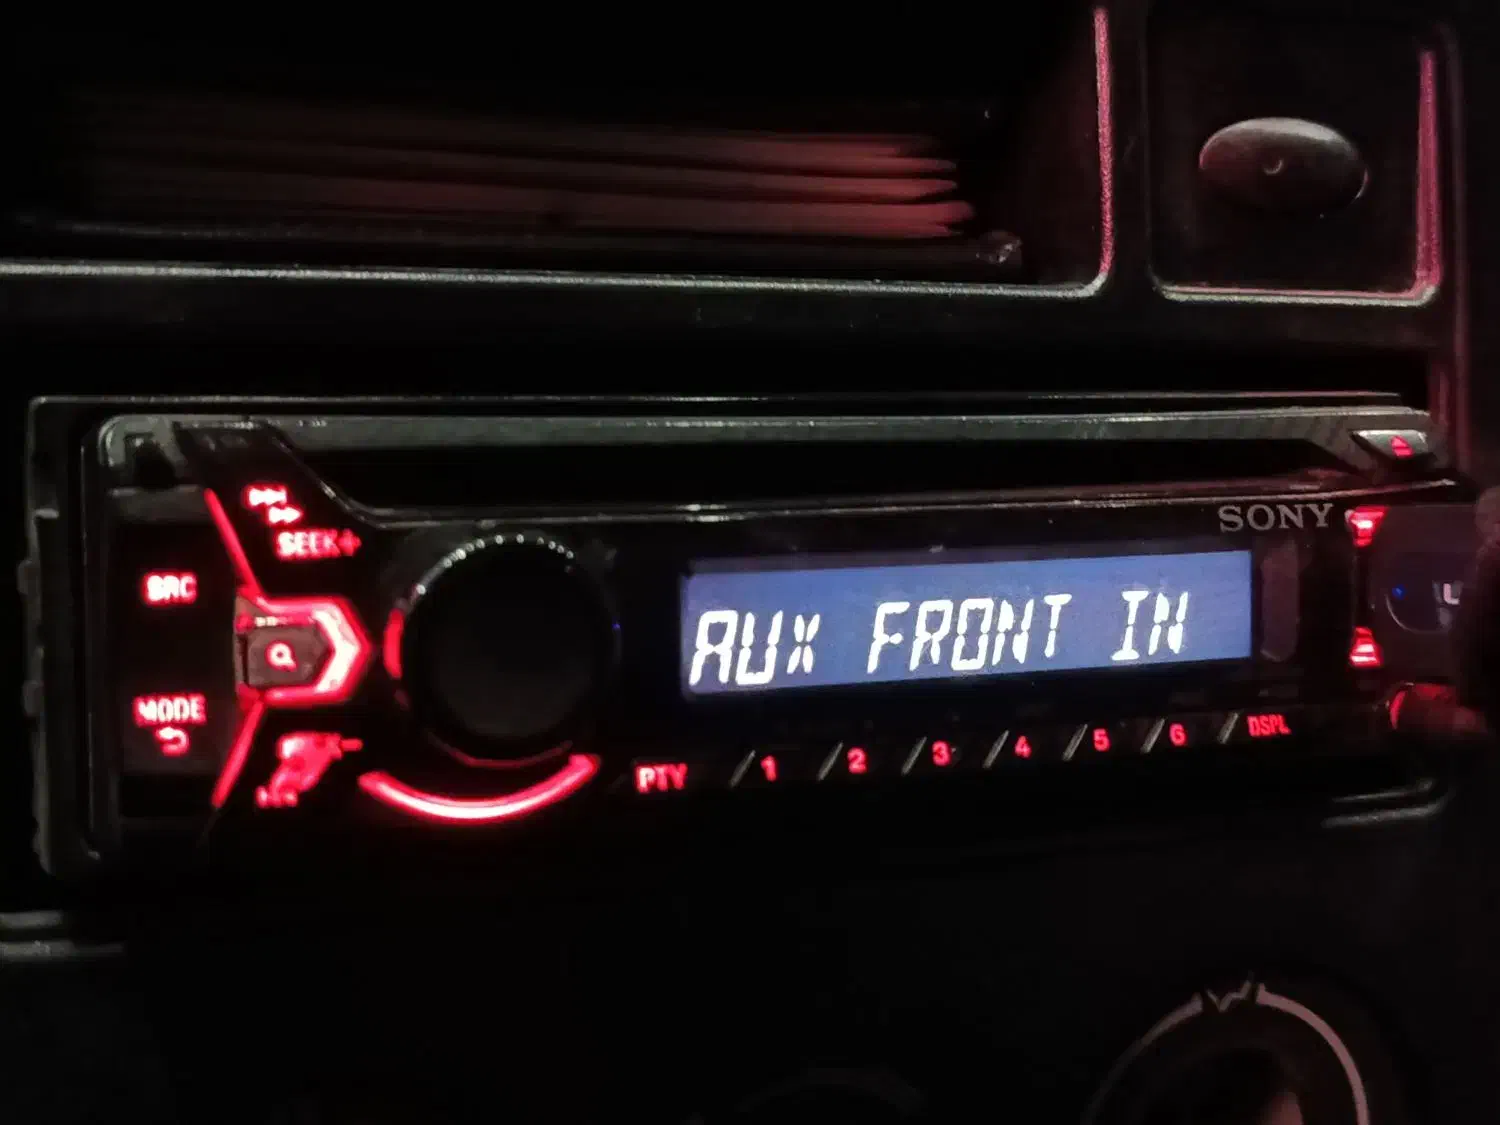 SEEK+
SRC
MODE
SONY
AUX FRONT IN
PTY 1 2 3 4 5 6 DSPL